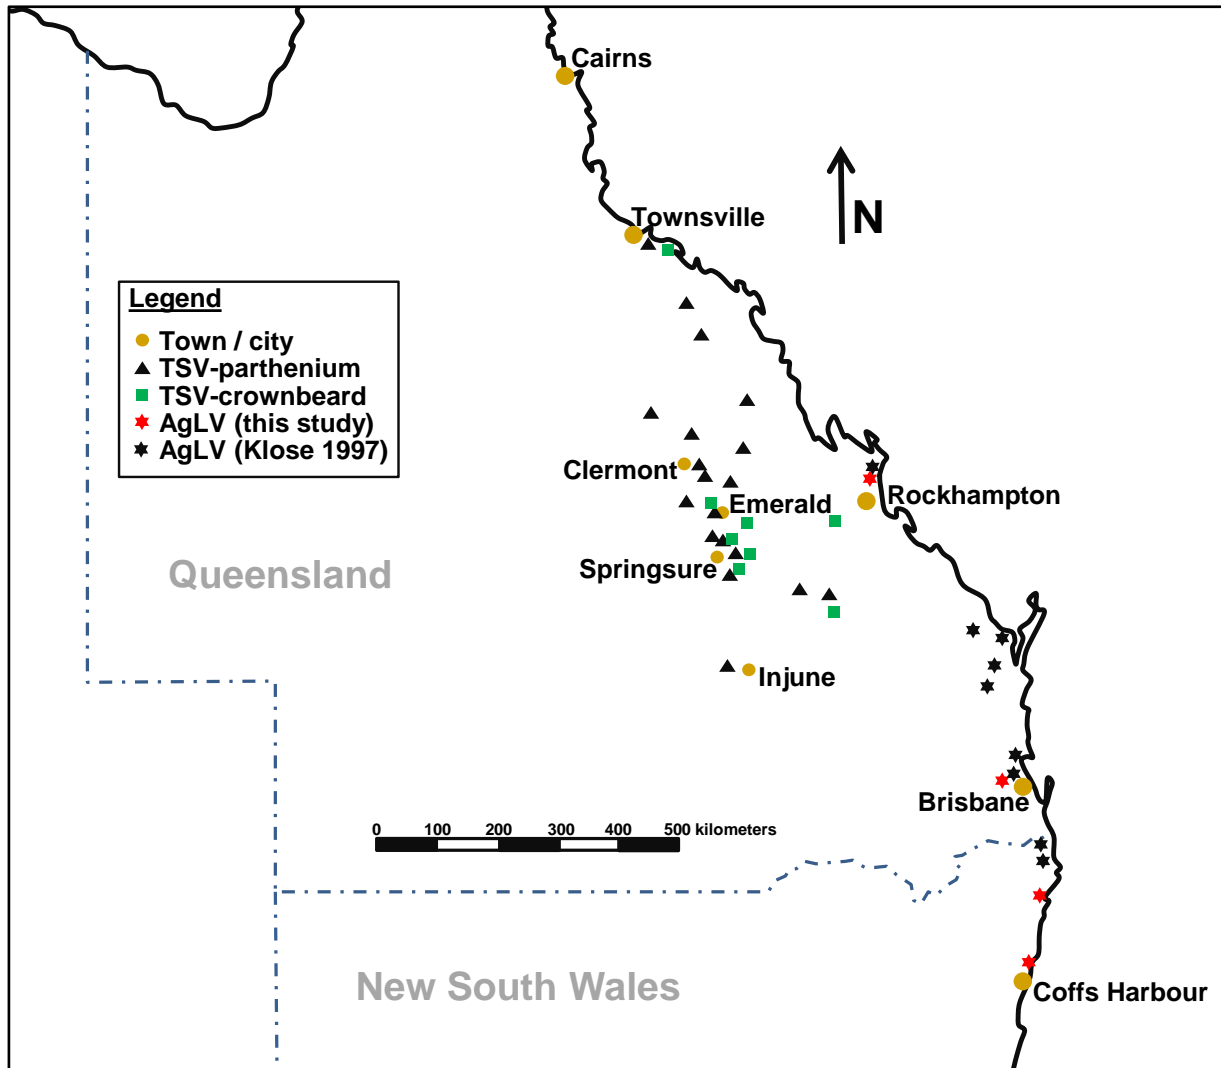 Cairns
Townsville
N
Legend
Town / city
TSV-parthenium
TSV-crownbeard
AgLV (this study)
AgLV (Klose 1997)
Clermont
Emerald
Rockhampton
Springsure
Queensland
Injune
Brisbane
0 100 200 300 400 500 kilometers
New South Wales
Coffs Harbour